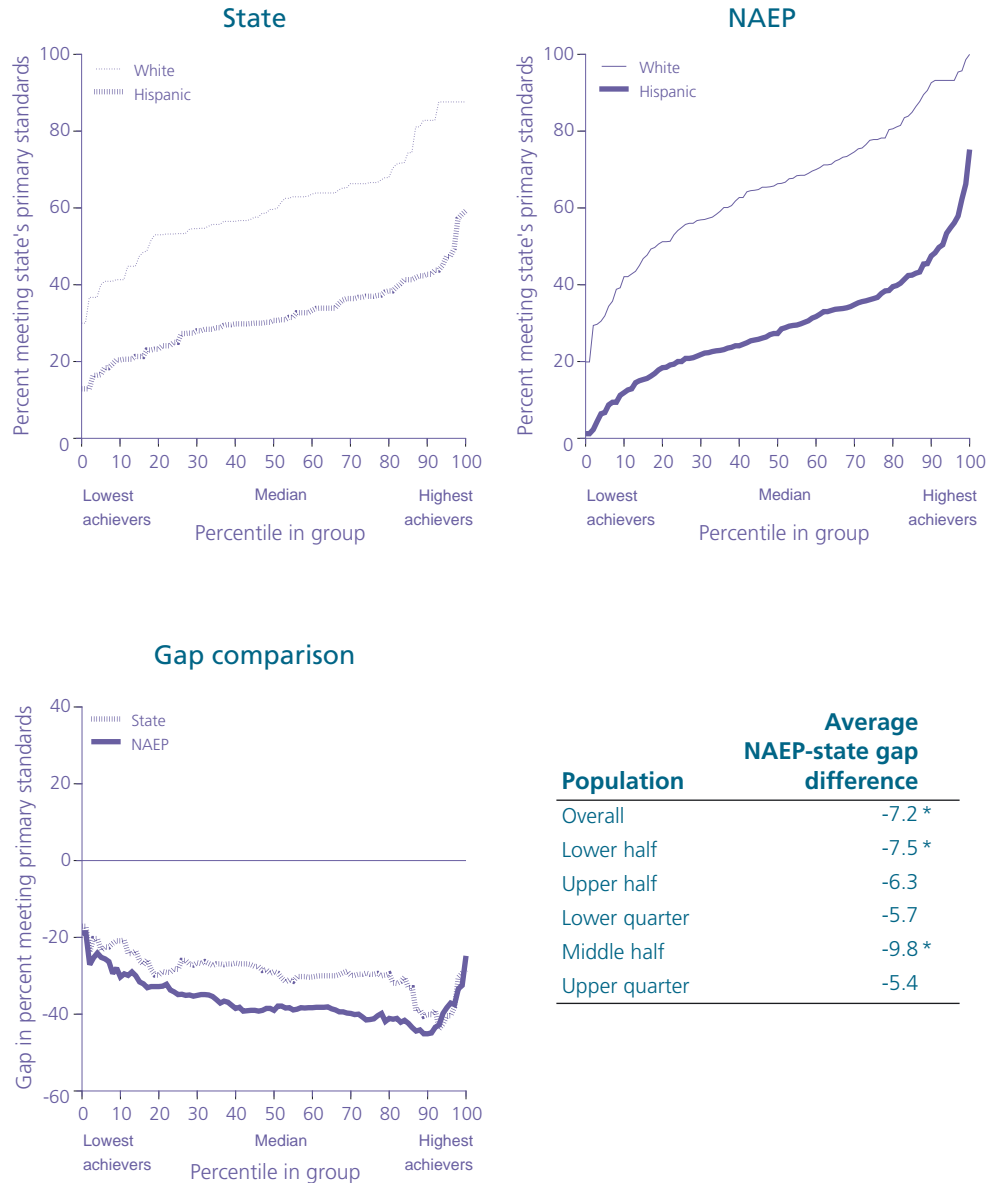 State
Percent meeting state's primary standards
100
80
60
40
20
0
White
Hispanic
0 10 20 30 40 50 60 70 80 90 100
Lowest achievers
Median
Highest achievers
Percentile in group
NAEP
Percent meeting state's primary standards
100
80
60
40
20
0
White
Hispanic
0 10 20 30 40 50 60 70 80 90 100
Lowest achievers
Median
Highest achievers
Percentile in group
Gap comparison
Gap in percent meeting primary standards
40
20
0
-20
-40
-60
State
NAEP
0 10 20 30 40 50 60 70 80 90 100
Lowest achievers
Median
Highest achievers
Percentile in group
Average
NAEP-state gap
Population difference
Overall -7.2 *
Lower half -7.5 *
Upper half -6.3
Lower quarter -5.7
Middle half -9.8 *
Upper quarter -5.4